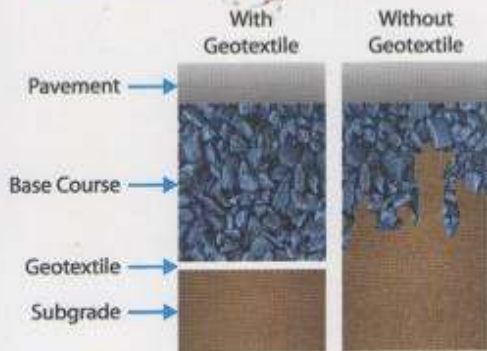 With
Geotextile
Without
Geotextile
Pavement
Base Course
Geotextile
Subgrade